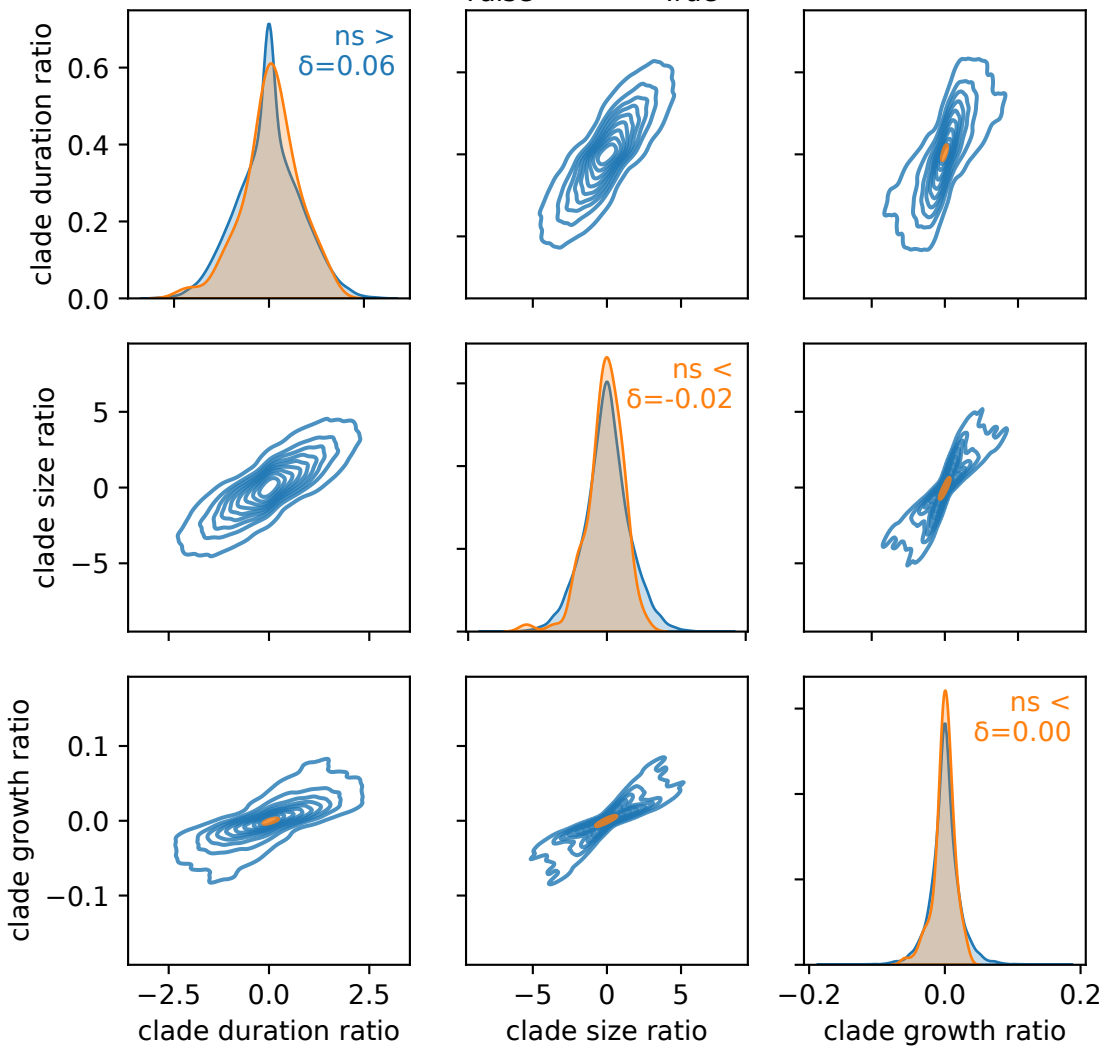 clade duration ratio
0.6
0.4
0.2
0.0
ns >
δ=0.06
clade size ratio
5
0
−5
ns <
δ=-0.02
clade growth ratio
0.1
0.0
−0.1
ns <
δ=0.00
−2.5 0.0 2.5
−5 0 5
−0.2 0.0 0.2
clade duration ratio
clade size ratio
clade growth ratio